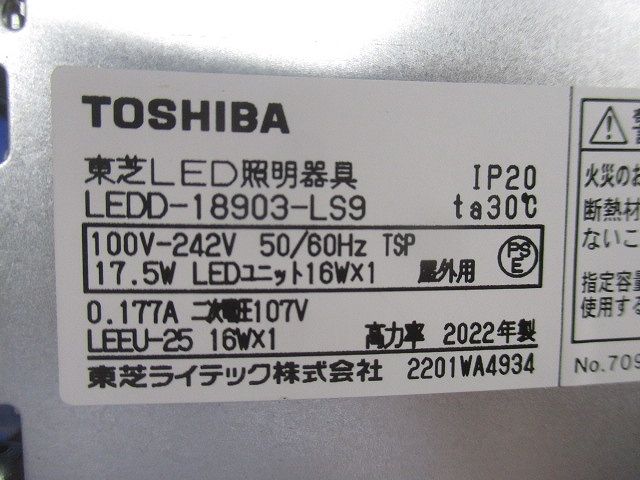 TOSHIBA
東芝LED照明器具 IP20
LEDD-18903-LS9 ta30℃
100V-242V 50/60Hz TSP
17.5W LEDユニット16W×1 屋外用
PS
E
0.177A 二次電圧107V
LEEU-25 16W×1 高力率 2022年製
東芝ライテック株式会社 2201WA4934
火災のお
断熱材
ないこ
指定容量
使用する
No.709